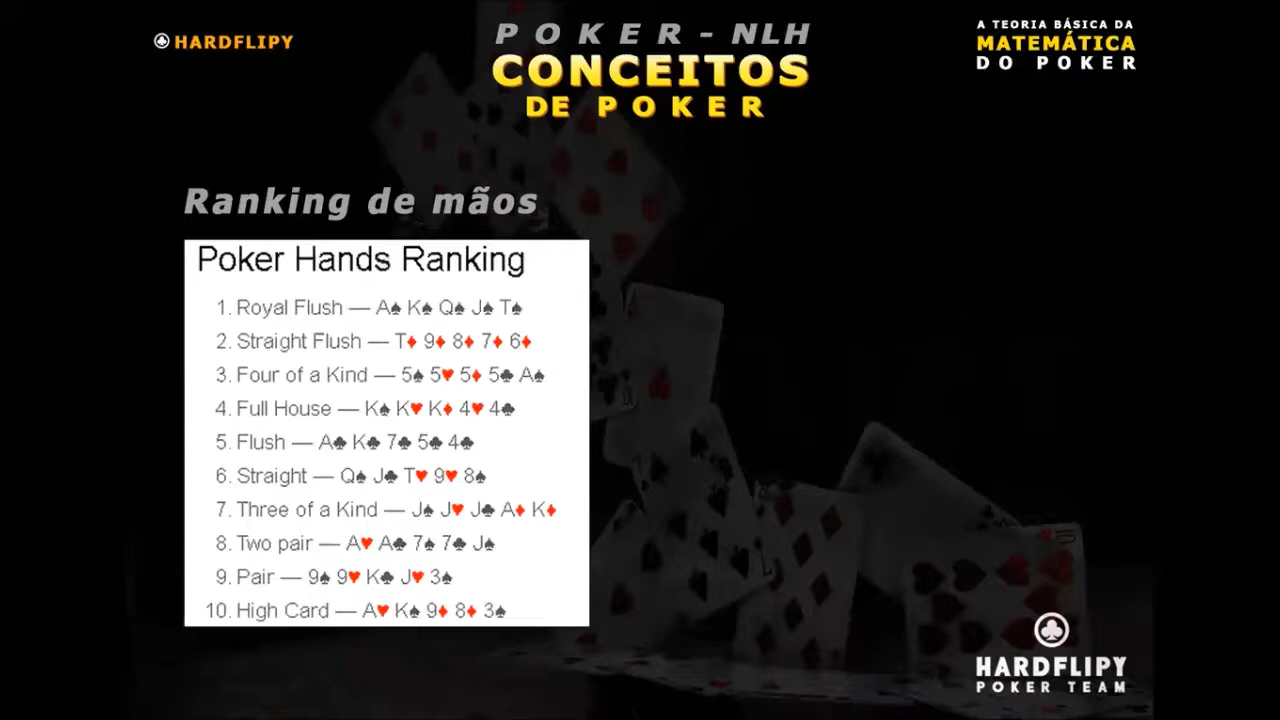 HARDFLIPY
POKER - NLH
CONCEITOS
DE POKER
A TEORIA BÁSICA DA
MATEMÁTICA
DO POKER
Ranking de mãos
Poker Hands Ranking
1. Royal Flush — A♠ K♠ Q♠ J♠ T♠
2. Straight Flush — T♦ 9♦ 8♦ 7♦ 6♦
3. Four of a Kind — 5♠ 5♥ 5♦ 5♣ A♠
4. Full House — K♠ K♥ K♦ 4♥ 4♣
5. Flush — A♣ K♣ 7♣ 5♣ 4♣
6. Straight — Q♠ J♣ T♥ 9♥ 8♠
7. Three of a Kind — J♠ J♥ J♣ A♦ K♦
8. Two pair — A♥ A♣ 7♠ 7♣ J♠
9. Pair — 9♠ 9♥ K♣ J♥ 3♠
10. High Card — A♥ K♠ 9♦ 8♦ 3♠
HARDFLIPY
POKER TEAM